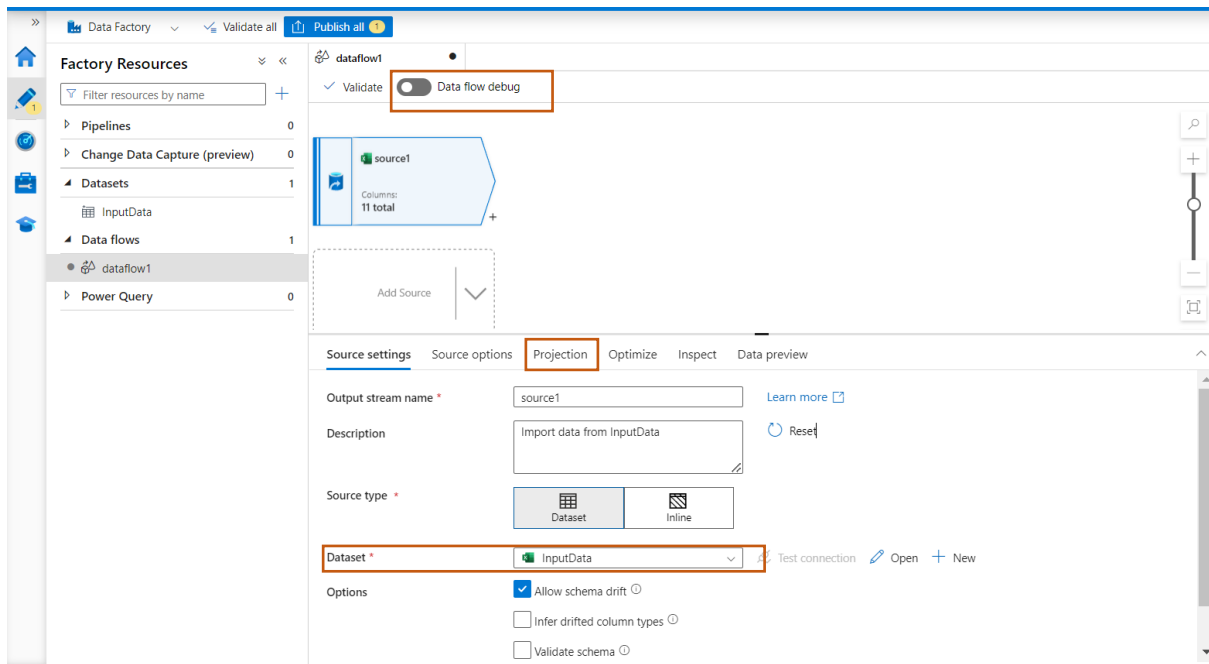 » Data Factory Validate all Publish all 1
Factory Resources
dataflow1
Validate Data flow debug
Filter resources by name
1
Pipelines 0
Change Data Capture (preview) 0
Datasets 1
InputData
Data flows 1
dataflow1
Power Query 0
source1
Columns:
11 total
+
Add Source
Source settings Source options Projection Optimize Inspect Data preview
Output stream name * source1 Learn more
Description Import data from InputData Reset
Source type * Dataset Inline
Dataset * InputData Test connection Open New
Options Allow schema drift
Infer drifted column types
Validate schema